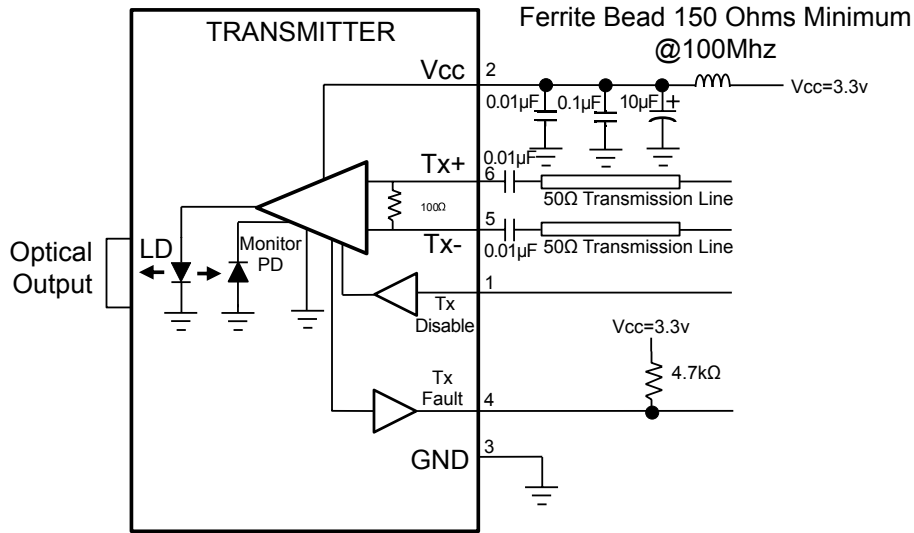 TRANSMITTER
Ferrite Bead 150 Ohms Minimum
@100Mhz
Vcc
2
0.01µF
0.1µF
10µF
+
Vcc=3.3v
Tx+
6
0.01µF
50Ω Transmission Line
100Ω
Tx-
5
0.01µF
50Ω Transmission Line
Optical
Output
LD
Monitor
PD
Tx
Disable
1
Vcc=3.3v
4.7kΩ
Tx
Fault
4
GND
3